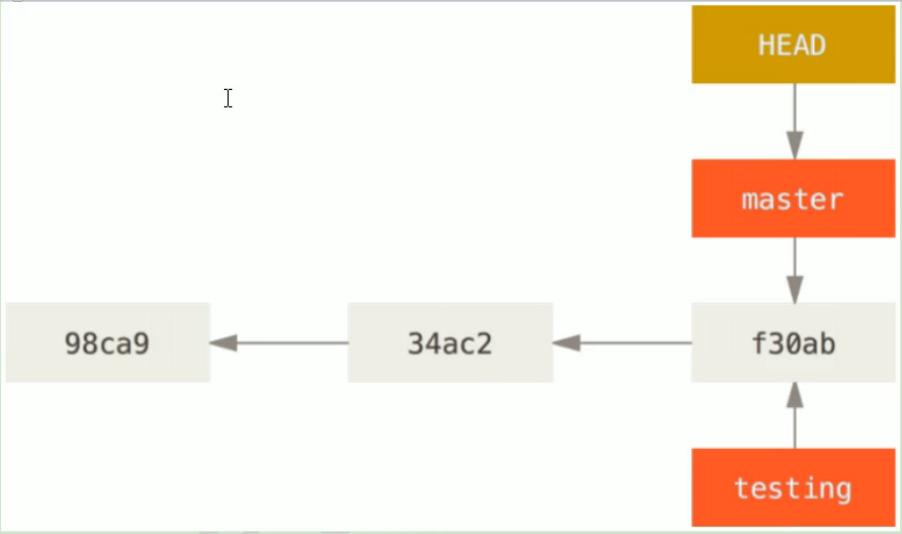 HEAD
master
98ca9
34ac2
f30ab
testing